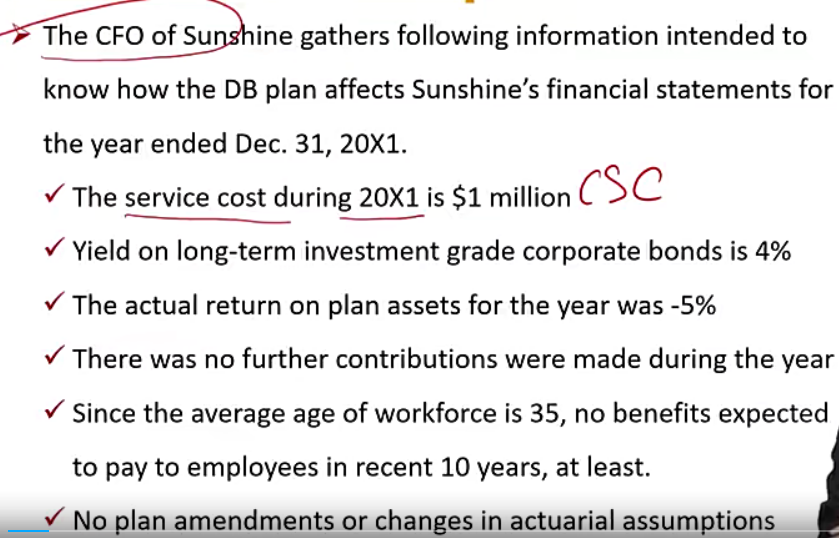 The CFO of Sunshine gathers following information intended to
know how the DB plan affects Sunshine’s financial statements for
the year ended Dec. 31, 20X1.
✓ The service cost during 20X1 is $1 million CSC
✓ Yield on long-term investment grade corporate bonds is 4%
✓ The actual return on plan assets for the year was -5%
✓ There was no further contributions were made during the year
✓ Since the average age of workforce is 35, no benefits expected
to pay to employees in recent 10 years, at least.
✓ No plan amendments or changes in actuarial assumptions